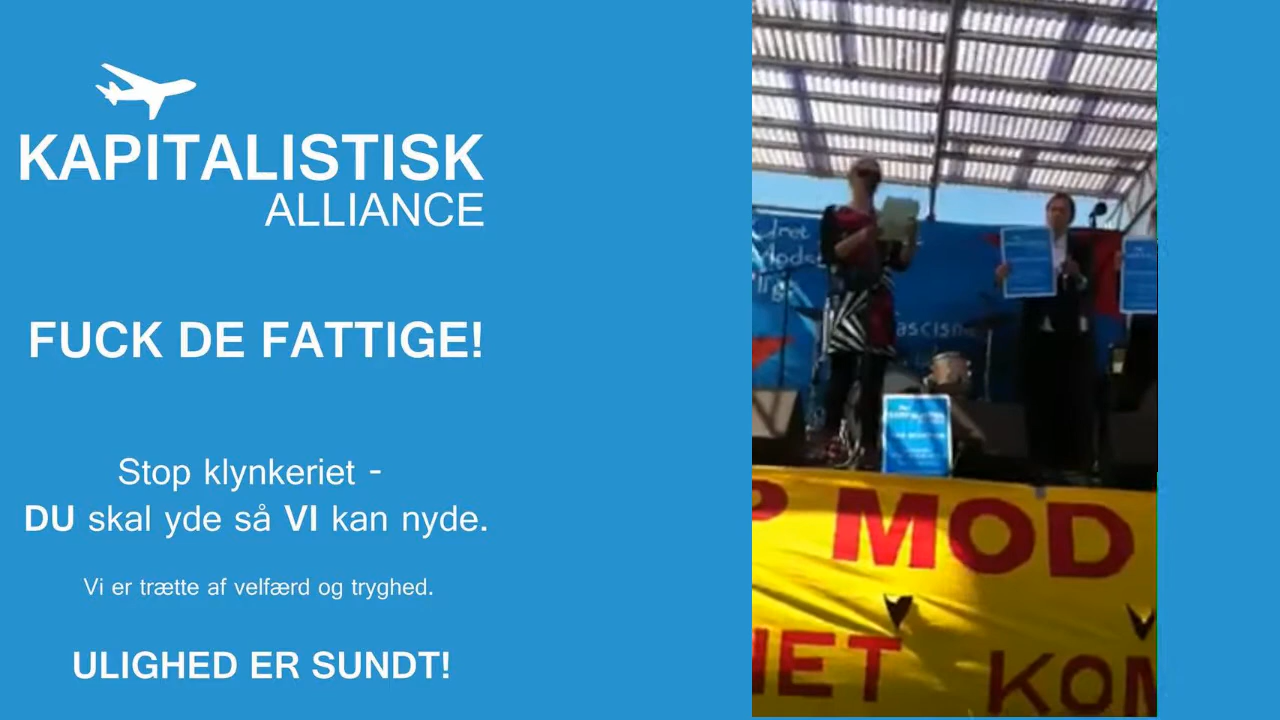 KAPITALISTISK
ALLIANCE
FUCK DE FATTIGE!
Stop klynkeriet -
DU skal yde så VI kan nyde.
Vi er trætte af velfærd og tryghed.
ULIGHED ER SUNDT!
MOD